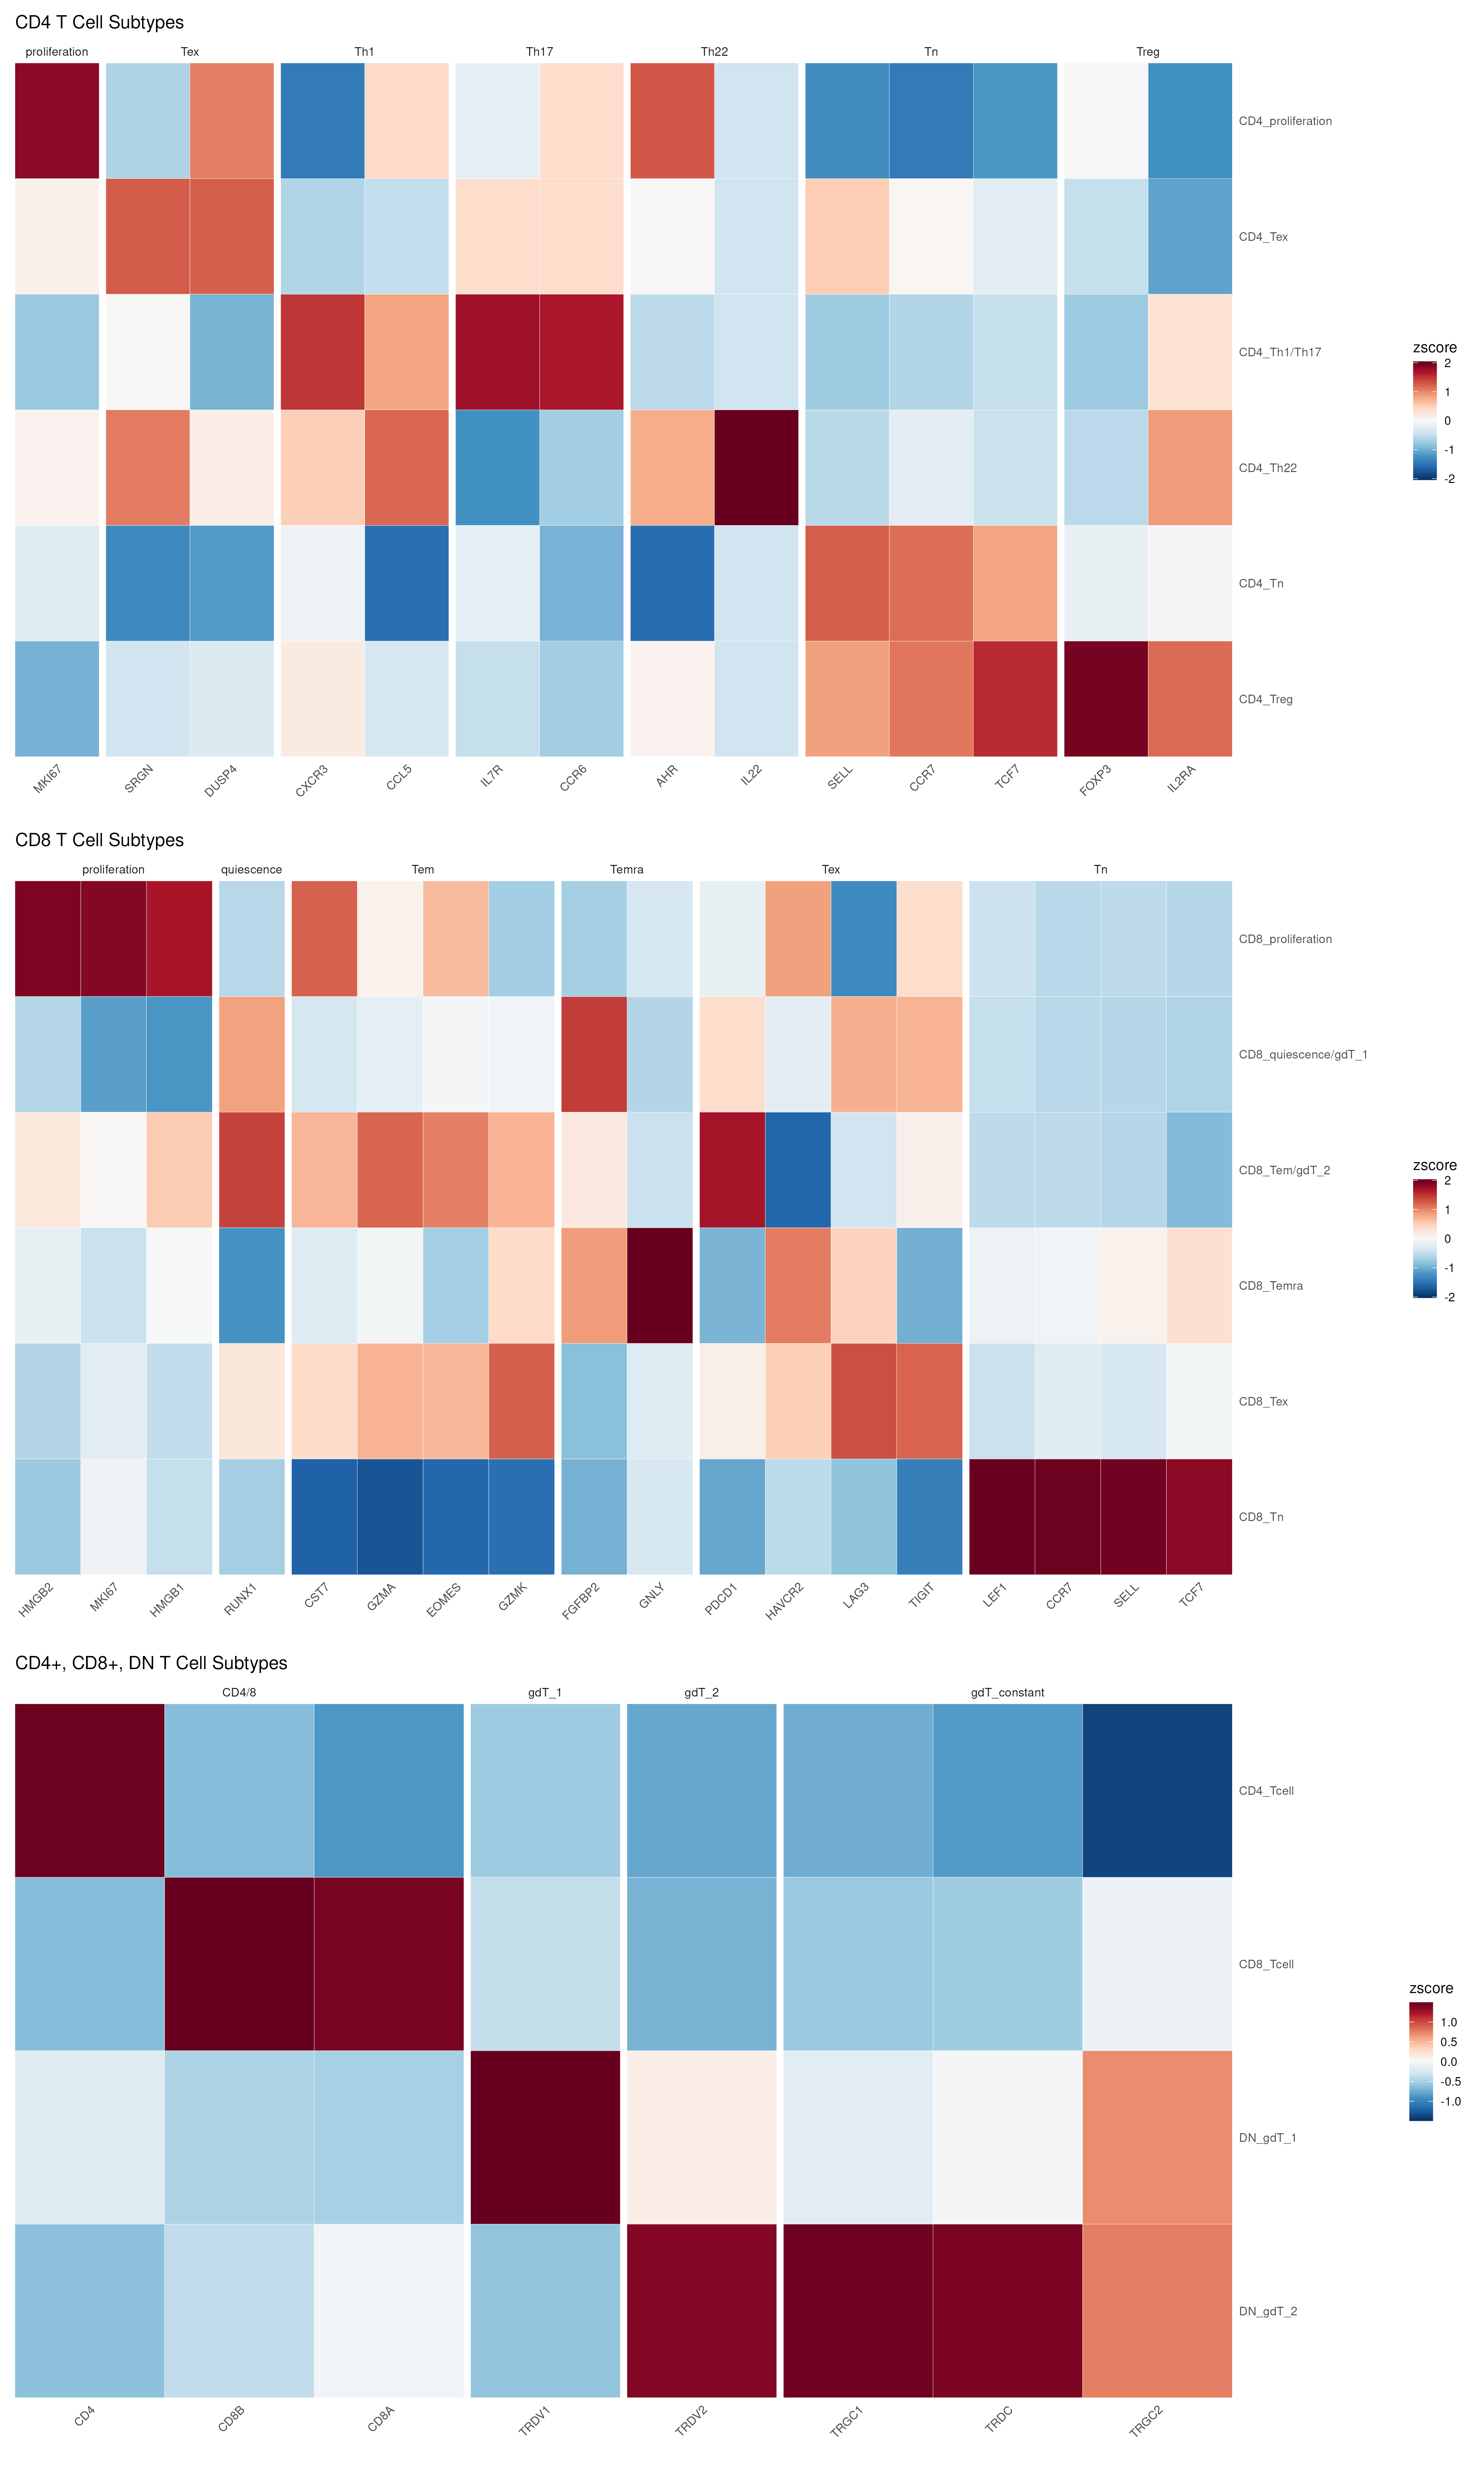 CD4 T Cell Subtypes
proliferation Tex Th1 Th17 Th22 Tn Treg
CD4_proliferation
CD4_Tex
CD4_Th1/Th17
CD4_Th22
CD4_Tn
CD4_Treg
zscore
2
1
0
-1
-2
MKI67 SRGN DUSP4 CXCR3 CCL5 IL7R CCR6 AHR IL22 SELL CCR7 TCF7 FOXP3 IL2RA
CD8 T Cell Subtypes
proliferation quiescence Tem Temra Tex Tn
CD8_proliferation
CD8_quiescence/gdT_1
CD8_Tem/gdT_2
CD8_Temra
CD8_Tex
CD8_Tn
zscore
2
1
0
-1
-2
HMGB2 MKI67 HMGB1 RUNX1 CST7 GZMA EOMES GZMK FGFBP2 GNLY PDCD1 HAVCR2 LAG3 TIGIT LEF1 CCR7 SELL TCF7
CD4+, CD8+, DN T Cell Subtypes
CD4/8 gdT_1 gdT_2 gdT_constant
CD4_Tcell
CD8_Tcell
DN_gdT_1
DN_gdT_2
zscore
1.0
0.5
0.0
-0.5
-1.0
CD4 CD8B CD8A TRDV1 TRDV2 TRGC1 TRDC TRGC2